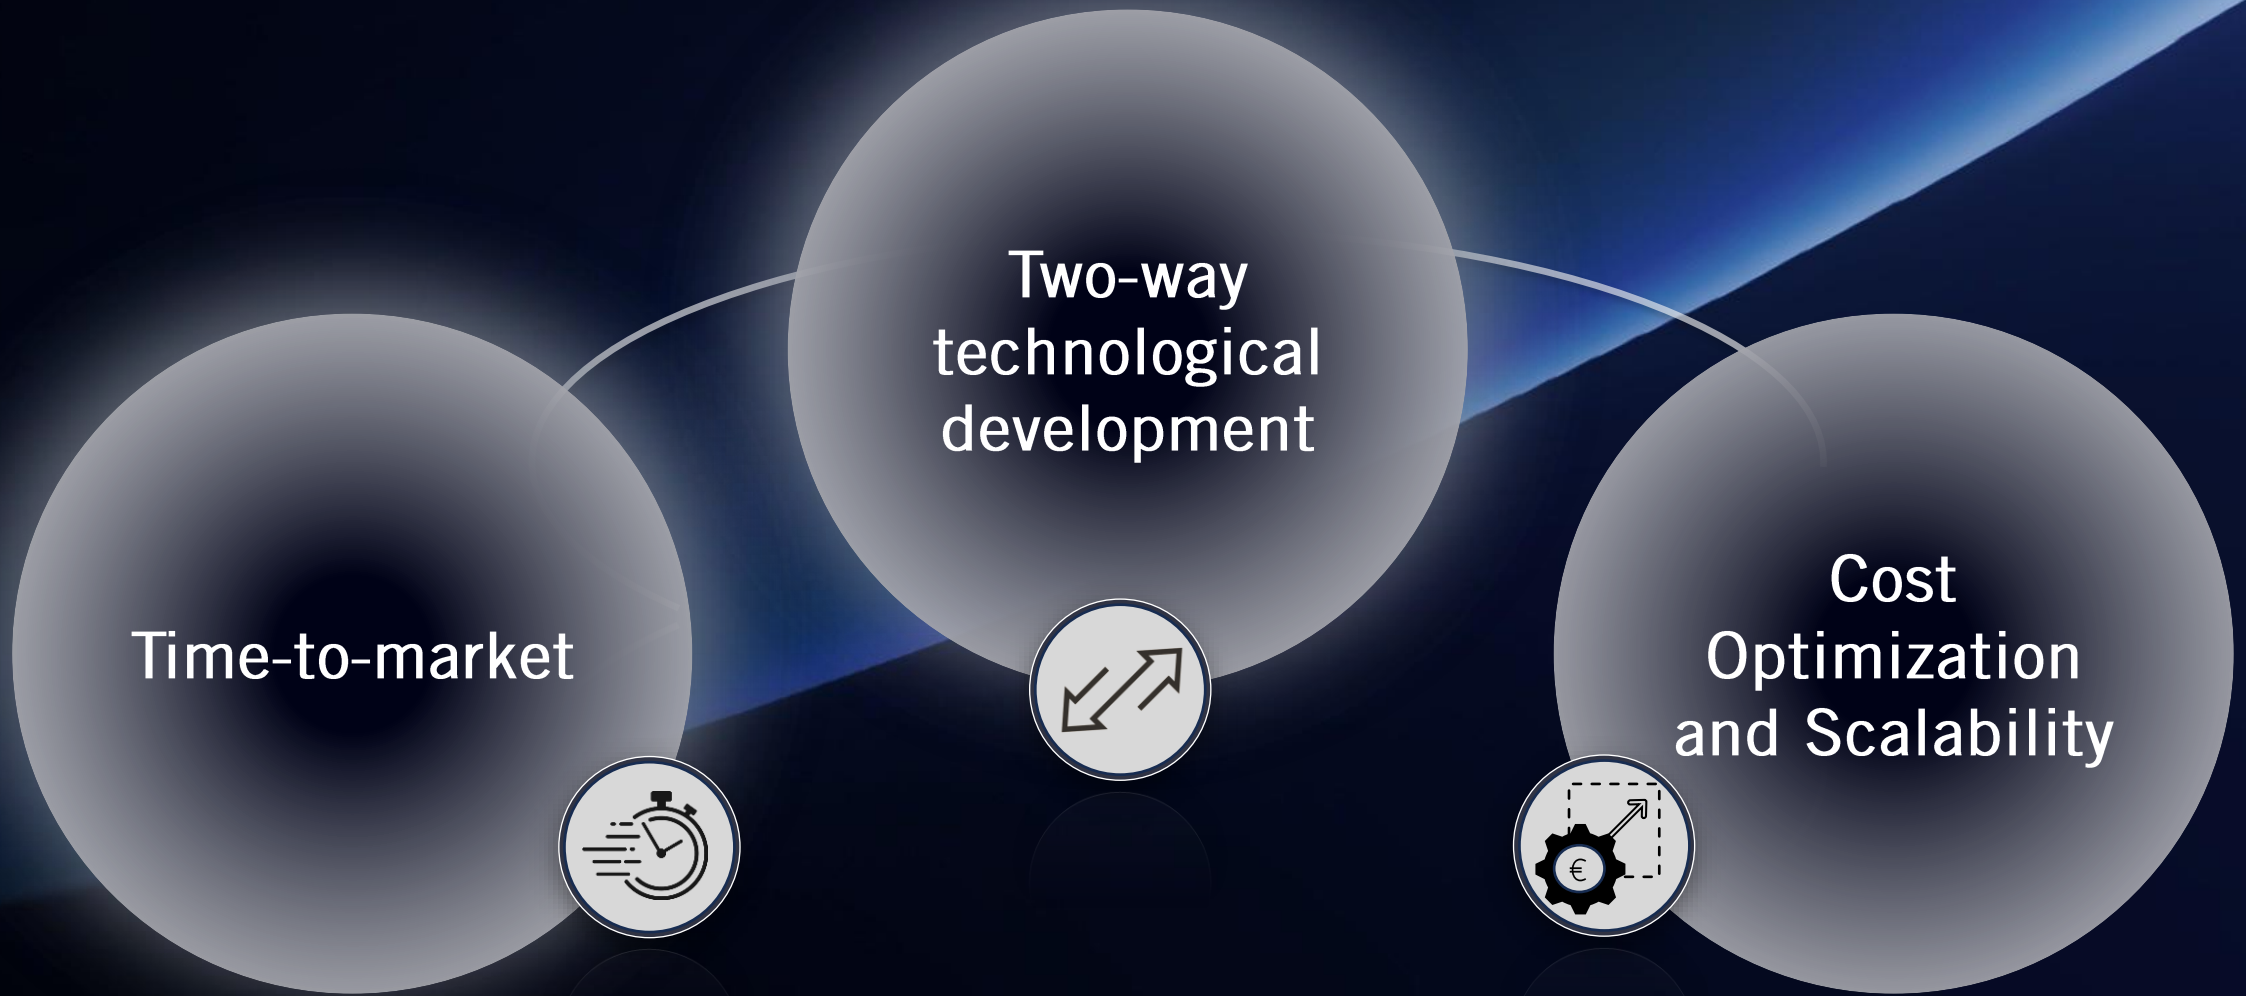 Time-to-market
Two-way
technological
development
Cost
Optimization
and Scalability
€